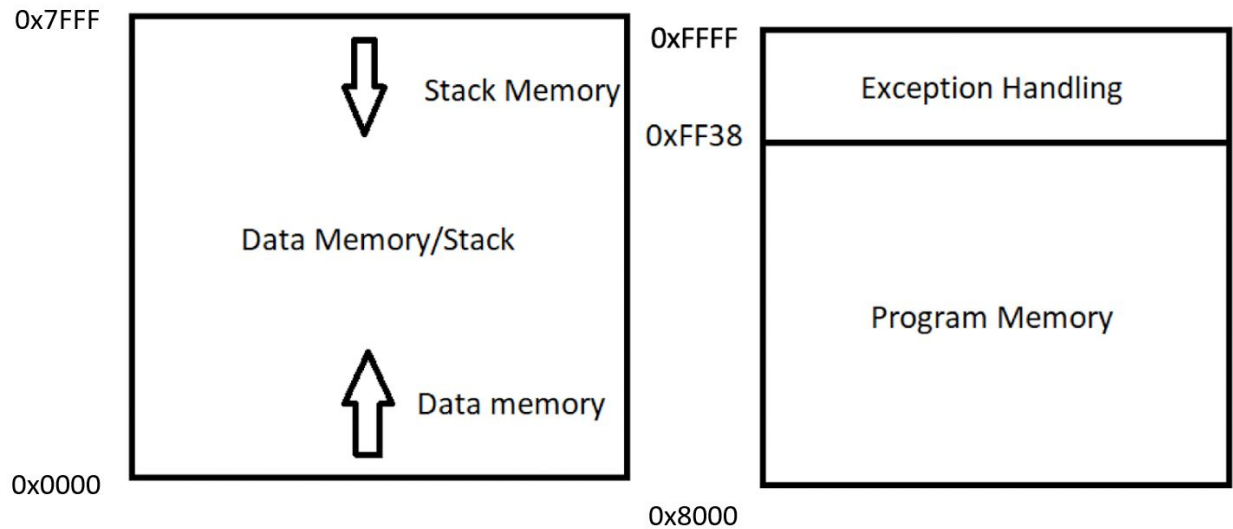 0x7FFF
Stack Memory
Data Memory/Stack
Data memory
0x0000
0xFFFF
Exception Handling
0xFF38
Program Memory
0x8000